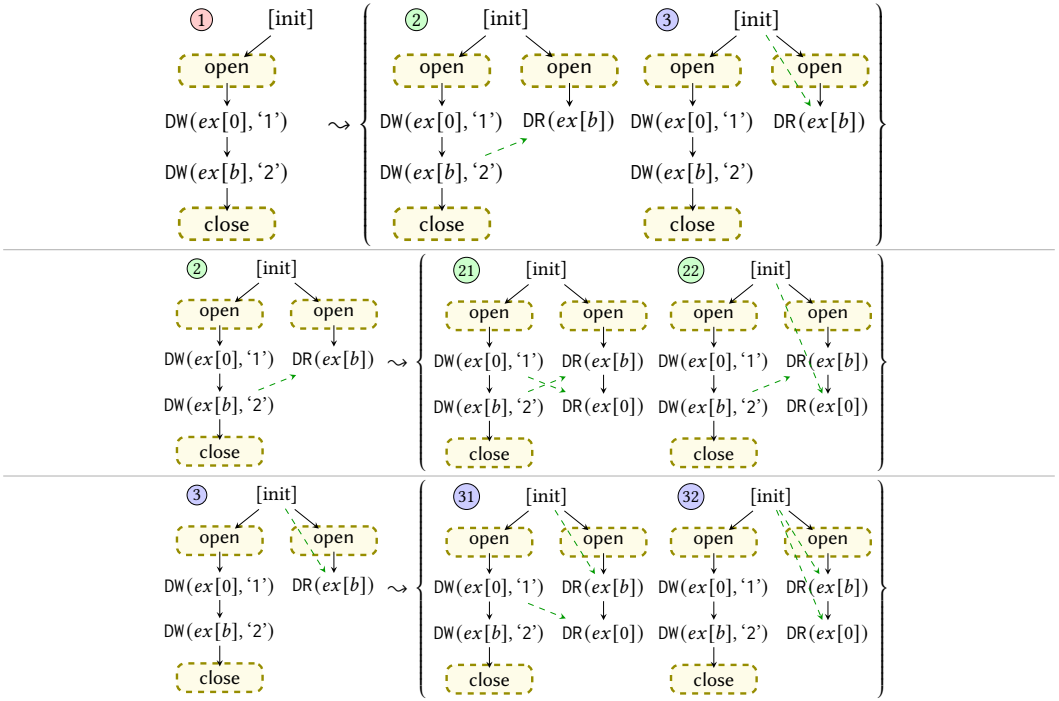 1 [init] 2 [init] 3 [init]
open open open open open
DW(ex[0], ‘1’) ⤳ DW(ex[0], ‘1’) DR(ex[b]) DW(ex[0], ‘1’) DR(ex[b])
DW(ex[b], ‘2’) DW(ex[b], ‘2’) DW(ex[b], ‘2’)
close close close
2 [init] 21 [init] 22 [init]
open open open open open open
DW(ex[0], ‘1’) DR(ex[b]) ⤳ DW(ex[0], ‘1’) DR(ex[b]) DW(ex[0], ‘1’) DR(ex[b])
DW(ex[b], ‘2’) DW(ex[b], ‘2’) DR(ex[0]) DW(ex[b], ‘2’) DR(ex[0])
close close close
3 [init] 31 [init] 32 [init]
open open open open open open
DW(ex[0], ‘1’) DR(ex[b]) ⤳ DW(ex[0], ‘1’) DR(ex[b]) DW(ex[0], ‘1’) DR(ex[b])
DW(ex[b], ‘2’) DW(ex[b], ‘2’) DR(ex[0]) DW(ex[b], ‘2’) DR(ex[0])
close close close